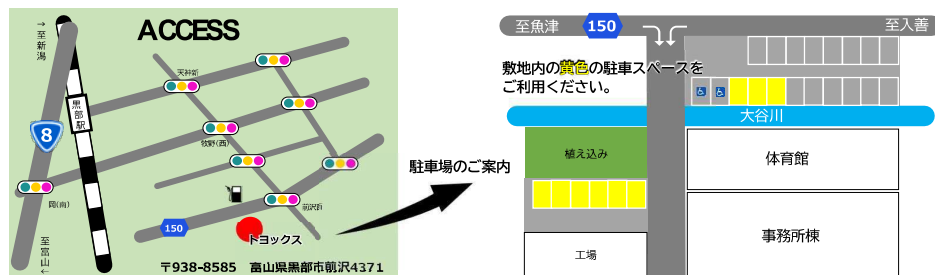 ACCESS
→至新潟
天神新
黒部駅
8
牧野(西)
岡(南)
前沢町
150
トヨックス
至富山←
〒938-8585 富山県黒部市前沢4371
駐車場のご案内
至魚津
150
至入善
敷地内の黄色の駐車スペースを
ご利用ください。
大谷川
植え込み
体育館
事務所棟
工場